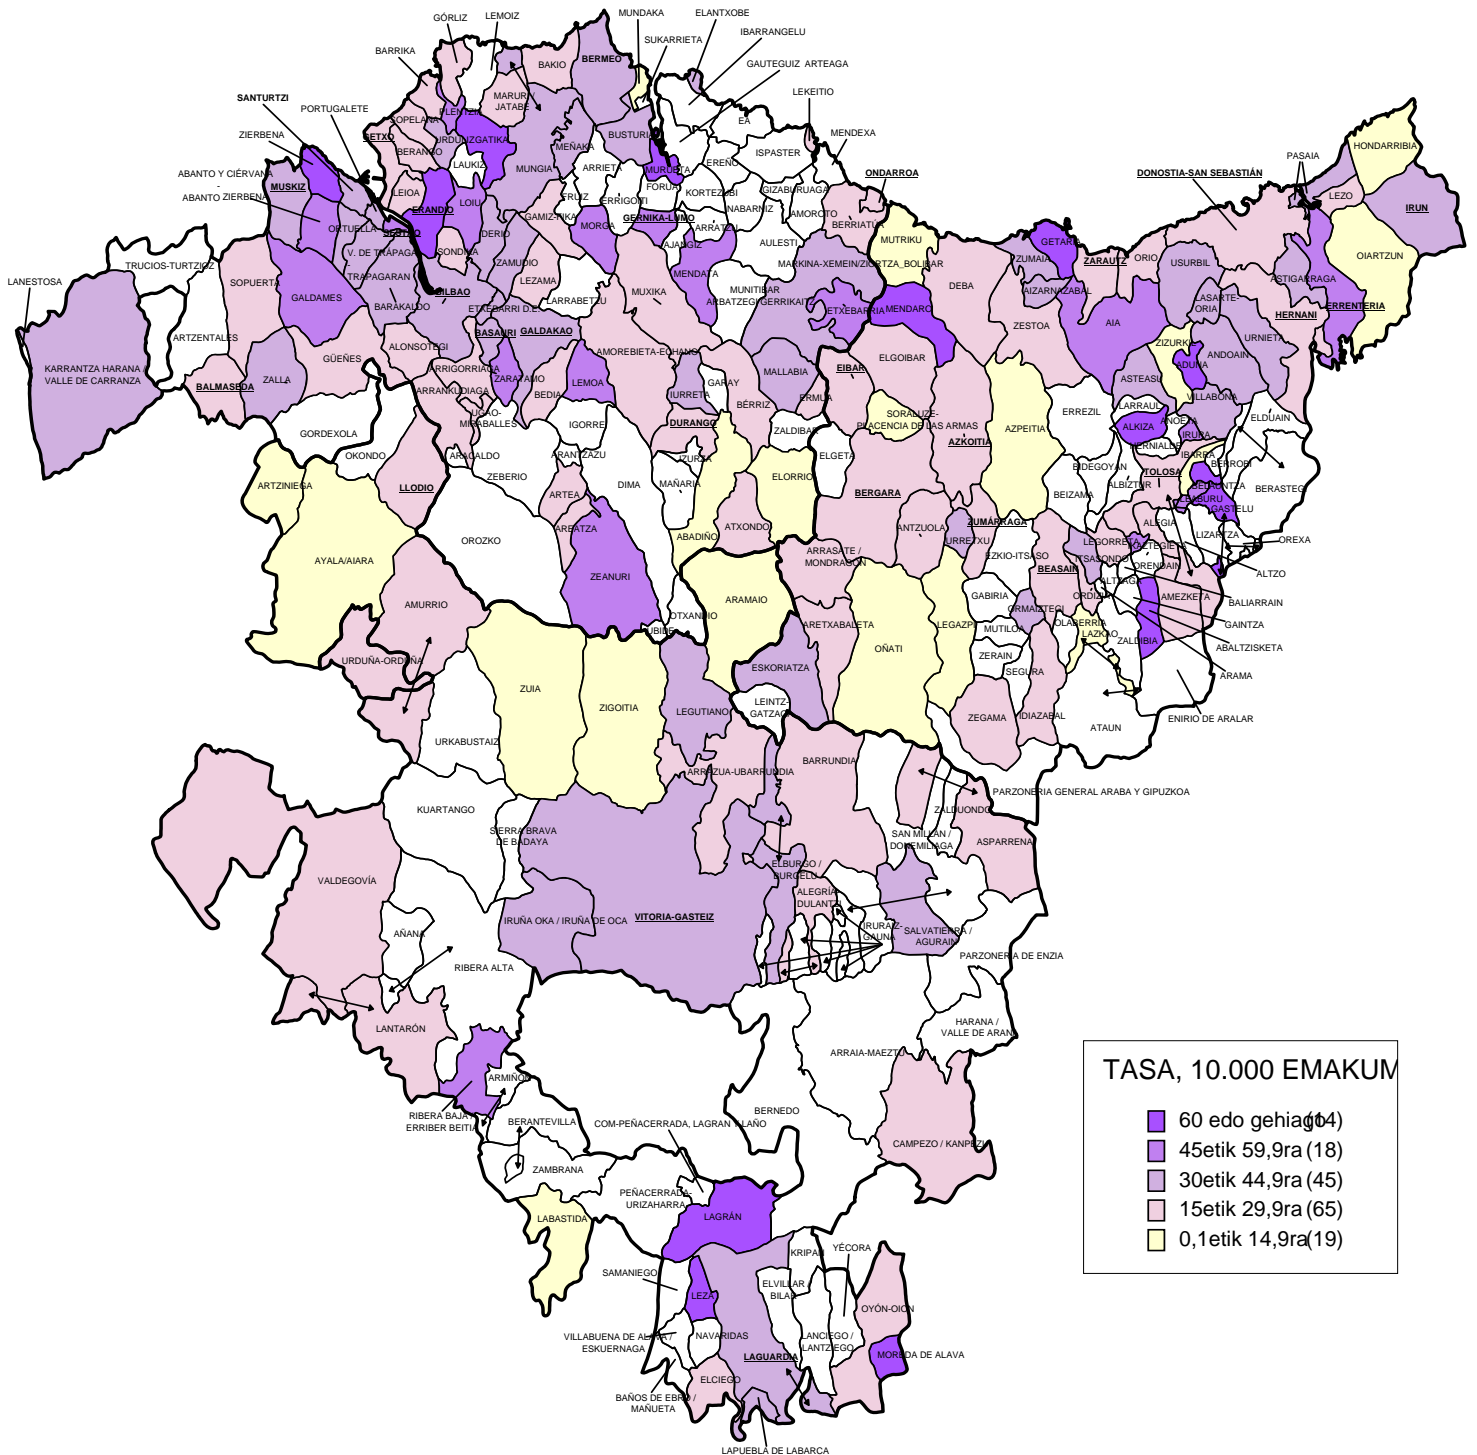 GÓRLIZ
LEMOIZ
MUNDAKA
ELANTXOBE
SUKARRIETA
IBARRANGELU
BARRIKA
BAKIO
BERMEO
GAUTEGUIZ ARTEAGA
SANTURTZI
PORTUGALETE
PLENTZIA
MARURI /
JATABE
LEKEITIO
ZIERBENA
SOPELANA
EA
MENDEXA
GETXO
BERANGO
URDULIZ
GATIKA
MEÑAKA
BUSTURIA
ISPASTER
HONDARRIBIA
ABANTO Y CIÉRVANA
-
ABANTO ZIERBENA
MUSKIZ
LAUKIZ
MUNGIA
ARRIETA
MURUETA
EREÑO
ONDARROA
DONOSTIA-SAN SEBASTIÁN
PASAIA
LEZO
IRUN
LEIOA
ERANDIO
LOIU
FRUIZ
ERRIGOITI
FORUA
KORTEZUBI
GIZABURUAGA
AMOROTO
BERRIATÚA
ORTUELLA
SESTAO
GAMIZ-FIKA
MORGA
GERNIKA-LUMO
ARRATZU
NABARNIZ
MUTRIKU
GETARIA
V. DE TRÁPAGA-
TRAPAGARAN
SONDIKA
DERIO
AJANGIZ
AULESTI
ZUMAIA
ZARAUTZ
ORIO
USURBIL
OIARTZUN
LANESTOSA
TRUCIOS-TURTZIOZ
SOPUERTA
GALDAMES
ZAMUDIO
LEZAMA
MENDATA
MARKINA-XEMEIN/ZIORTZA_BOLIBAR
DEBA
AIZARNAZABAL
ASTIGARRAGA
BARAKALDO
BILBAO
ETXEBARRI D.E.
LARRABETZU
MUXIKA
MUNITIBAR
ARBATZEGI GERRIKAITZ
ETXEBARRIA
MENDARO
AIA
LASARTE-
ORIA
HERNANI
ERRENTERIA
ARTZENTALES
ALONSOTEGI
BASAURI
GALDAKAO
ZESTOA
URNIETA
KARRANTZA HARANA /
VALLE DE CARRANZA
GÜEÑES
ARRIGORRIAGA
AMOREBIETA-ECHANO
ELGOIBAR
ZIZURKIL
ANDOAIN
BALMASEDA
ZALLA
ARRANKUDIAGA
ZARATAMO
LEMOA
IURRETA
GARAY
MALLABIA
EIBAR
ADUNA
ASTEASU
VILLABONA
BEDIA
BÉRRIZ
ERMUA
LARRAUL
ELDUAIN
GORDEXOLA
UGAO-
MIRABALLES
IGORRE
DURANGO
ZALDIBAR
SORALUZE-
PLACENCIA DE LAS ARMAS
AZPEITIA
ERREZIL
ALKIZA
ANOETA
IRURA
OKONDO
ARACALDO
ARANTZAZU
IZURZA
ELGETA
AZKOITIA
HERNIALDE
IBARRA
BERROBI
ARTZINIEGA
LLODIO
ZEBERIO
DIMA
MAÑARIA
ELORRIO
BERGARA
BIDEGOYAN
TOLOSA
BELAUNTZA
BERASTEGI
ARTEA
BEIZAMA
ALBIZTUR
LEABURU
GASTELU
OROZKO
AREATZA
ABADIÑO
ATXONDO
ANTZUOLA
ZUMÁRRAGA
URRETXU
ALEGIA
LIZARTZA
OREXA
AYALA/AIARA
ZEANURI
ARRASATE /
MONDRAGON
EZKIO-ITSASO
BEASAIN
LEGORRETA
IKAZTEGIETA
ITSASONDO
ORENDAIN
ALTZO
AMURRIO
ARAMAIO
GABIRIA
ORMAIZTEGI
ALTZAGA
ORDIZIA
AMEZKETA
BALIARRAIN
OTXANDIO
UBIDE
ARETXABALETA
LEGAZPI
MUTILOA
OLABERRIA
LAZKAO
ZALDIBIA
GAINTZA
ABALTZISKETA
URDUÑA-ORDUÑA
OÑATI
ZERAIN
SEGURA
ARAMA
ESKORIATZA
ZUIA
ZIGOITIA
LEGUTIANO
LEINTZ-
GATZAGA
ZEGAMA
IDIAZABAL
ATAUN
ENIRIO DE ARALAR
URKABUSTAIZ
ARRAZUA-UBARRUNDIA
BARRUNDIA
PARZONERIA GENERAL ARABA Y GIPUZKOA
KUARTANGO
ZALDUONDO
SIERRA BRAVA
DE BADAYA
SAN MILLÁN /
DONEMILIAGA
ASPARRENA
VALDEGOVÍA
ELBURGO /
BURGELU
ALEGRÍA-
DULANTZI
IRUÑA OKA / IRUÑA DE OCA
VITORIA-GASTEIZ
IRURAIZ-
GAUNA
SALVATIERRA /
AGURAIN
AÑANA
RIBERA ALTA
PARZONERIA DE ENZIA
LANTARÓN
HARANA /
VALLE DE ARANA
ARRAIA-MAEZTU
ARMIÑÓN
RIBERA BAJA /
ERRIBER BEITIA
BERANTEVILLA
COM-PEÑACERRADA, LAGRAN Y LAÑO
BERNEDO
CAMPEZO / KANPEZU
ZAMBRANA
PEÑACERRADA-
URIZAHARRA
LABASTIDA
LAGRÁN
KRIPAN
YÉCORA
SAMANIEGO
LEZA
ELVILLAR /
BILAR
OYÓN-OION
VILLABUENA DE ALAVA /
ESKUERNAGA
NAVARIDAS
LAGUARDIA
LANCIEGO /
LANTZIEGO
MOREDA DE ALAVA
ELCIEGO
BAÑOS DE EBRO /
MAÑUETA
LAPUEBLA DE LABARCA
TASA, 10.000 EMAKUM
60 edo gehiago (14)
45etik 59,9ra (18)
30etik 44,9ra (45)
15etik 29,9ra (65)
0,1etik 14,9ra (19)